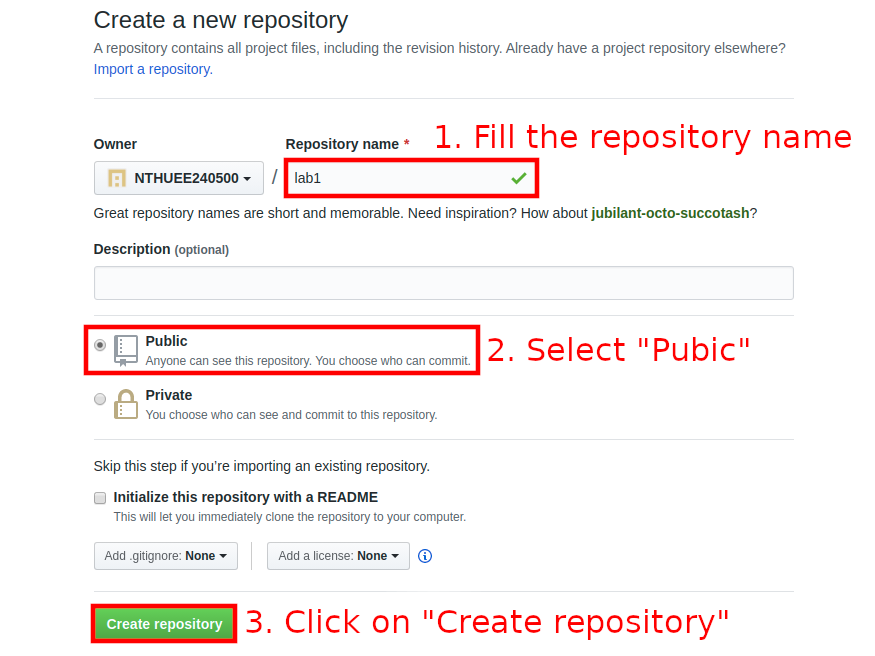 Create a new repository
A repository contains all project files, including the revision history. Already have a project repository elsewhere?
Import a repository.
Owner
Repository name *
1. Fill the repository name
NTHUEE240500 / lab1
Great repository names are short and memorable. Need inspiration? How about jubilant-octo-succotash?
Description (optional)
Public
Anyone can see this repository. You choose who can commit.
2. Select "Pubic"
Private
You choose who can see and commit to this repository.
Skip this step if you’re importing an existing repository.
Initialize this repository with a README
This will let you immediately clone the repository to your computer.
Add .gitignore: None
Add a license: None
Create repository
3. Click on "Create repository"